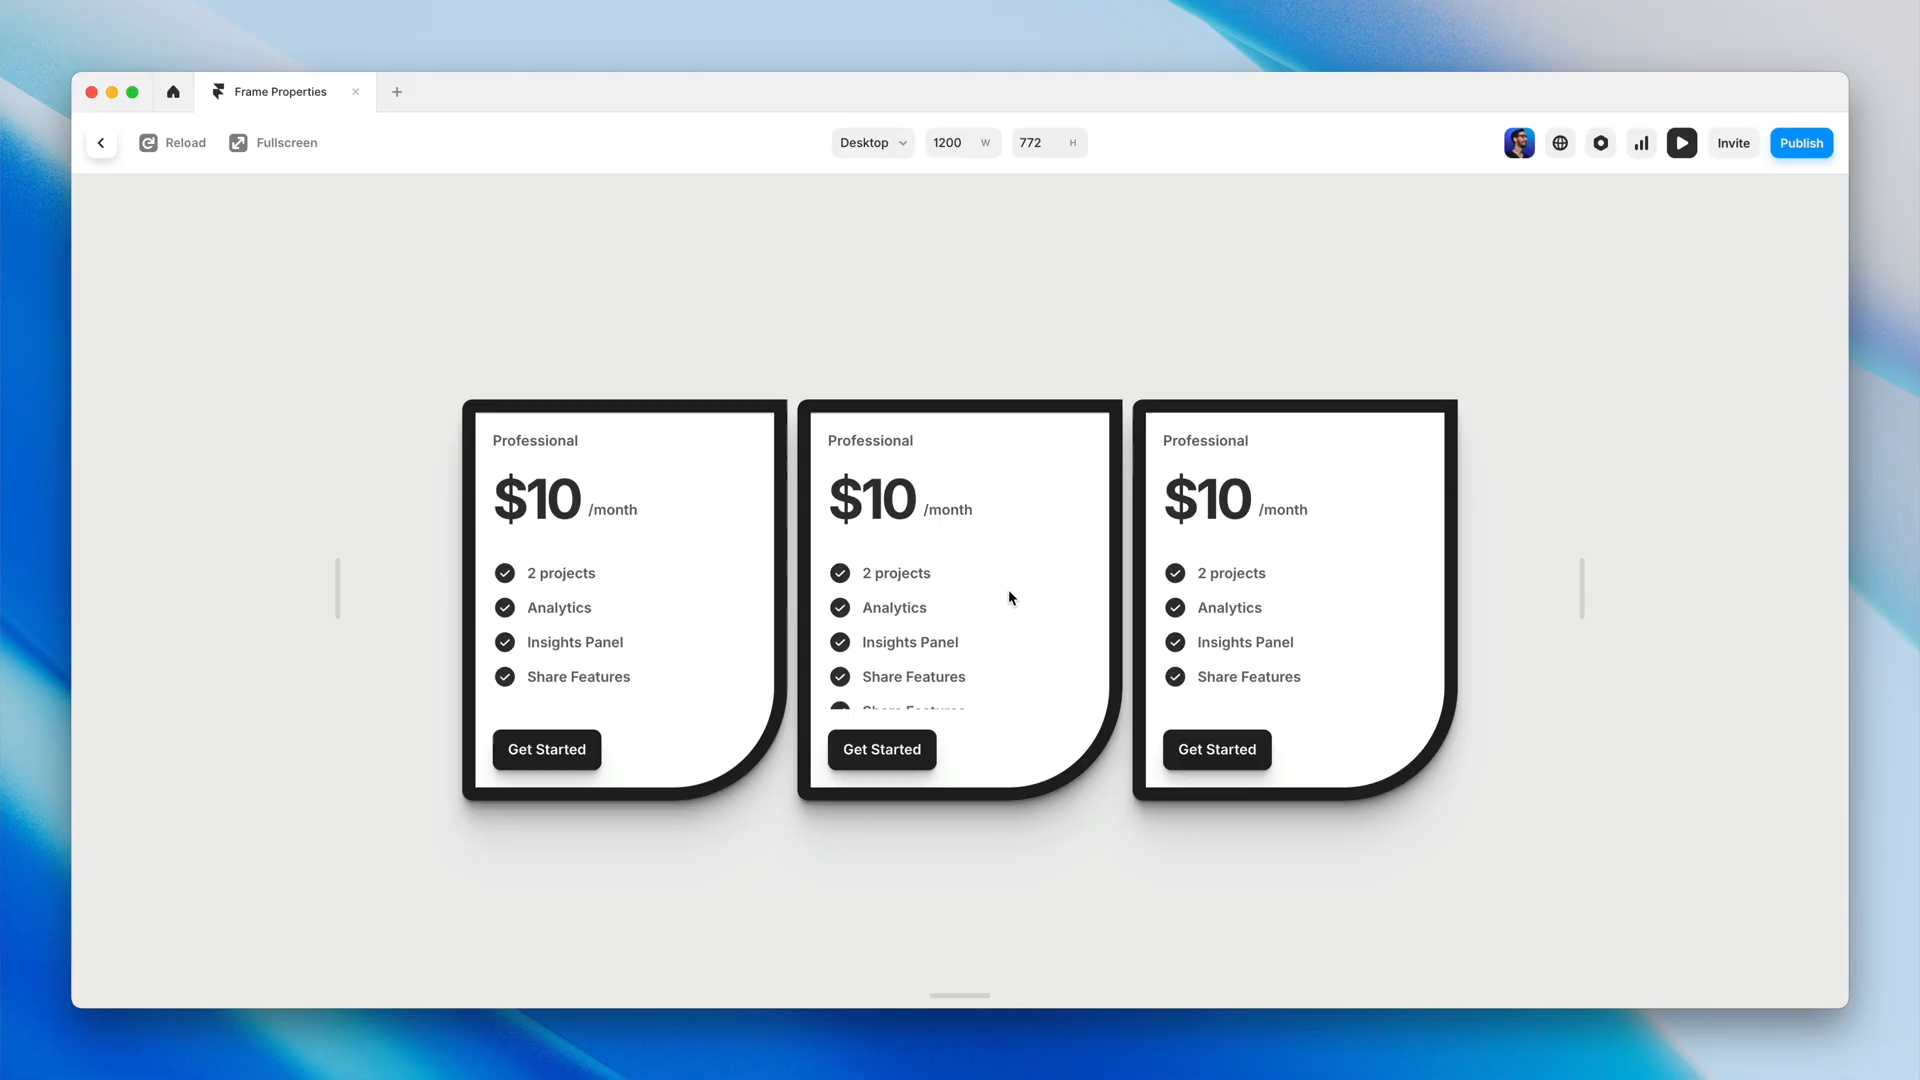 Frame Properties
Reload Fullscreen Desktop 1200 W 772 H Invite Publish
Professional
$10 /month
2 projects
Analytics
Insights Panel
Share Features
Get Started
Professional
$10 /month
2 projects
Analytics
Insights Panel
Share Features
Share Features
Get Started
Professional
$10 /month
2 projects
Analytics
Insights Panel
Share Features
Get Started